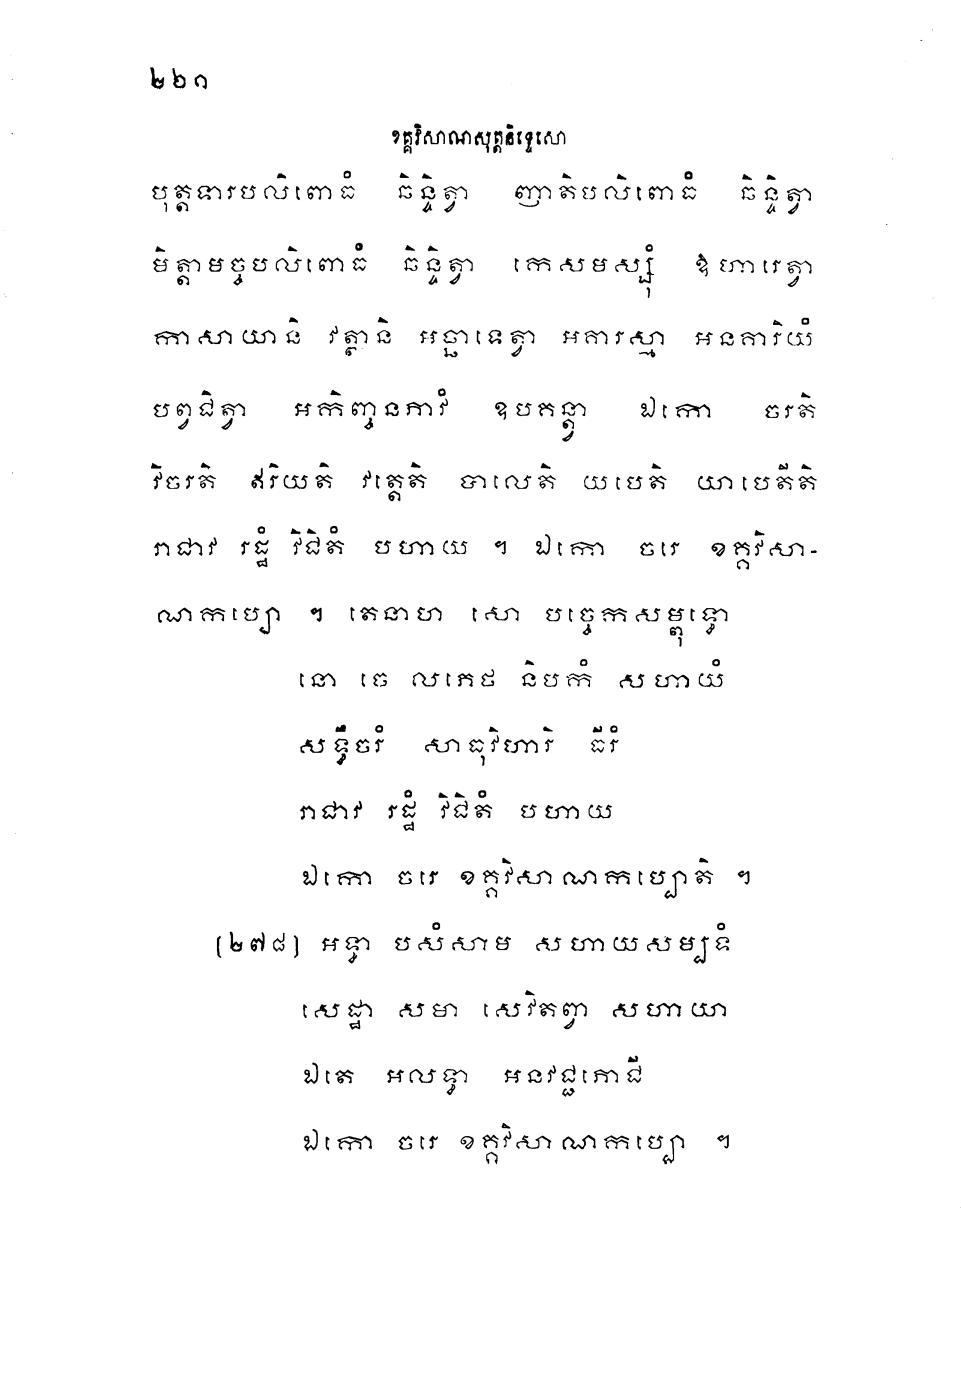 ២៦១
ខគ្គវិសាណសុត្តនិទ្ទេសោ
បុត្តទារបលិពោធំ ឆិន្ទិត្វា ញាតិបលិពោធំ ឆិន្ទិត្វា
មិត្តាមច្ចបលិពោធំ ឆិន្ទិត្វា កេសមស្សុំ ឱហារេត្វា
កាសាយានិ វត្ថានិ អច្ឆាទេត្វា អគារស្មា អនគារិយំ
បព្វជិត្វា អកិញ្ចនភាវំ ឧបគន្ត្វា ឯកោ ចរតិ
វិចរតិ ឥរិយតិ វត្តេតិ បាលេតិ យបេតិ យាបេតីតិ
រាជាវ រដ្ឋំ វិជិតំ បហាយ ។ ឯកោ ចរេ ខគ្គវិសា-
ណកប្បោ ។ តេនាហ សោ បច្ចេកសម្ពុទ្ធោ
នោ ចេ លភេថ និបកំ សហាយំ
សទ្ធឹចរំ សាធុវិហារិ ធីរំ
រាជាវ រដ្ឋំ វិជិតំ បហាយ
ឯកោ ចរេ ខគ្គវិសាណកប្បោតិ ។
[២៧៨] អទ្ធា បសំសាម សហាយសម្បទំ
សេដ្ឋា សមា សេវិតព្វា សហាយា
ឯតេ អលទ្ធា អនវជ្ជភោជី
ឯកោ ចរេ ខគ្គវិសាណកប្បោ ។